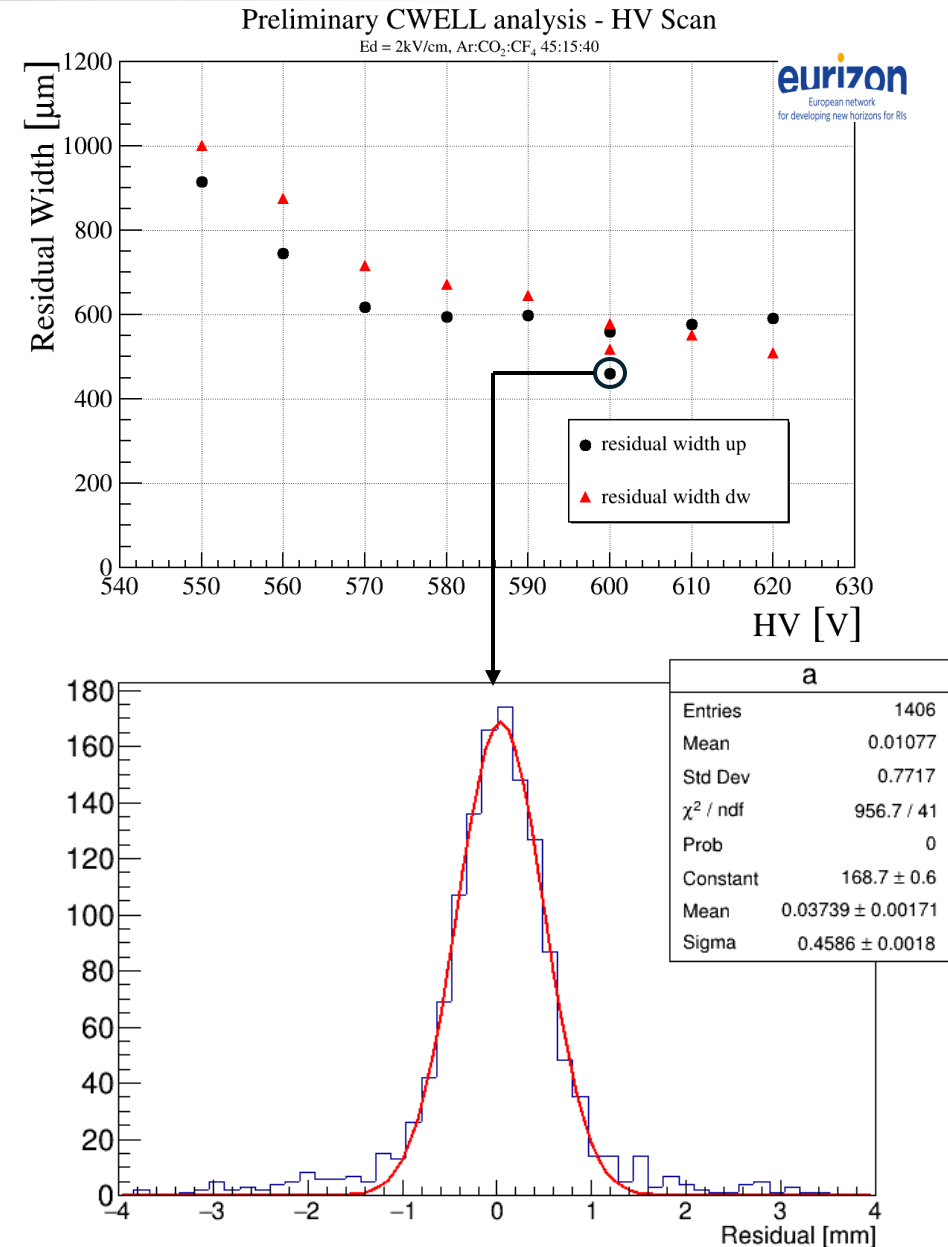 Preliminary CWELL analysis - HV Scan
Ed = 2kV/cm, Ar:CO₂:CF₄ 45:15:40
eurizon
European network
for developing new horizons for RIs
Residual Width [μm]
1200
1000
800
600
400
200
0
residual width up
residual width dw
540 550 560 570 580 590 600 610 620 630
HV [V]
a
Entries 1406
Mean 0.01077
Std Dev 0.7717
χ² / ndf 956.7 / 41
Prob 0
Constant 168.7 ± 0.6
Mean 0.03739 ± 0.00171
Sigma 0.4586 ± 0.0018
180
160
140
120
100
80
60
40
20
0
−4 −3 −2 −1 0 1 2 3 4
Residual [mm]